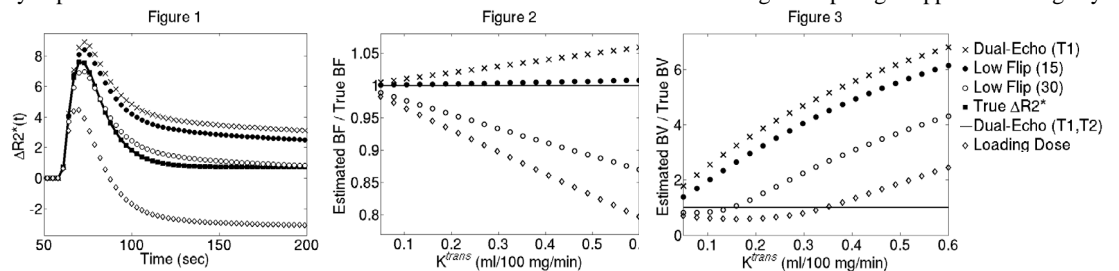 Figure 1
Figure 2
Figure 3
8
6
4
2
0
-2
ΔR2*(t)
50
100
150
200
Time (sec)
1.05
1
0.95
0.9
0.85
0.8
Estimated BF / True BF
0.1
0.2
0.3
0.4
0.5
0.6
K^trans (ml/100 mg/min)
6
4
2
0
Estimated BV / True BV
0
0.1
0.2
0.3
0.4
0.5
0.6
K^trans (ml/100 mg/min)
Dual-Echo (T1)
Low Flip (15)
Low Flip (30)
True ΔR2*
Dual-Echo (T1,T2)
Loading Dose